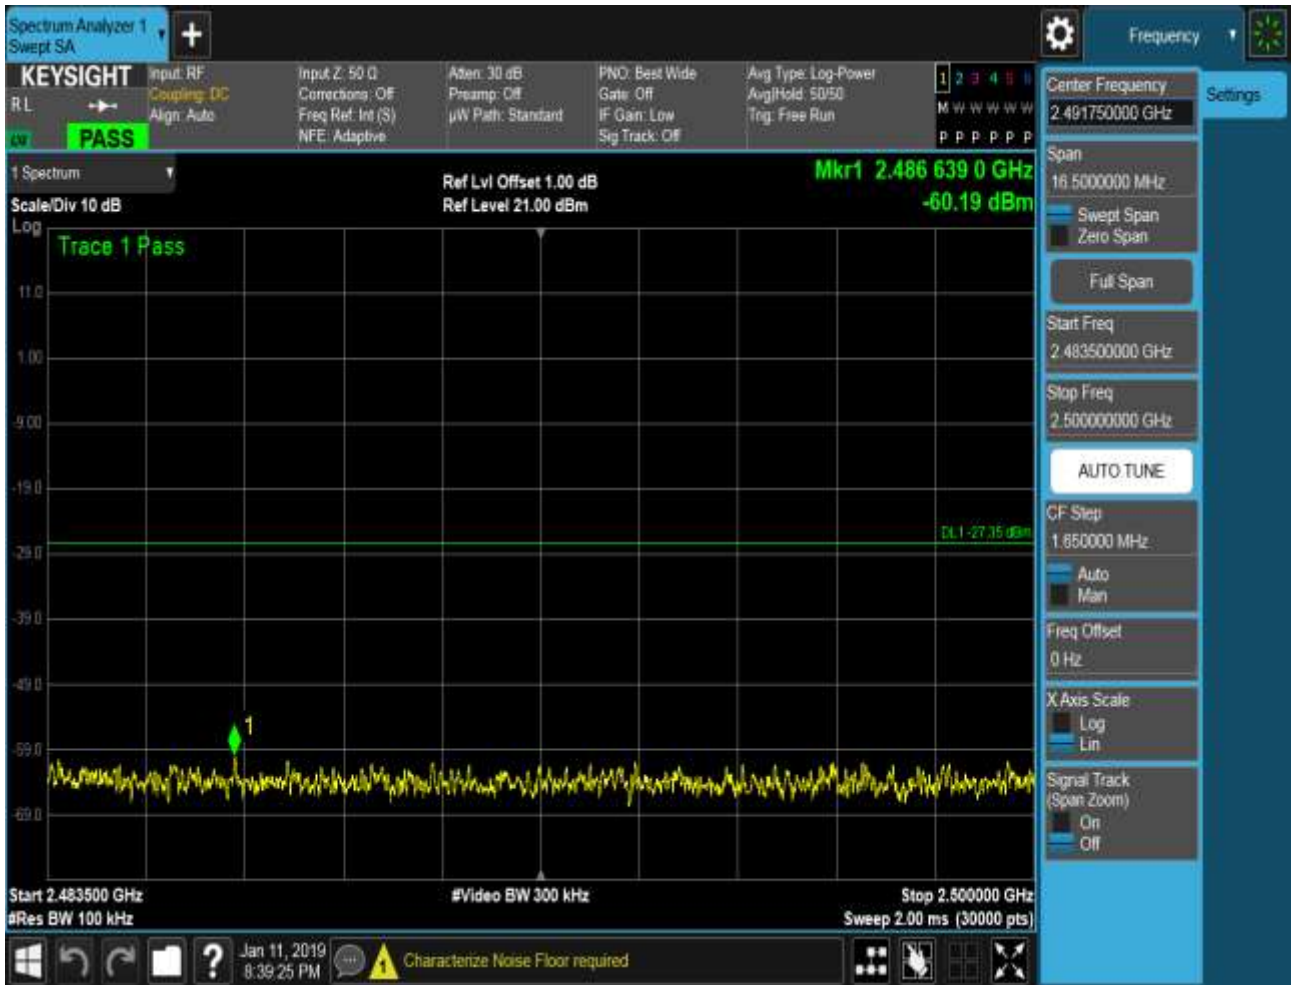 Spectrum Analyzer 1
Swept SA
+
Frequency
KEYSIGHT
RL
PASS
Input: RF
Coupling: DC
Align: Auto
Input Z: 50 Ω
Corrections: Off
Freq Ref: Int (S)
NFE: Adaptive
Atten: 30 dB
Preamp: Off
µW Path: Standard
PNO: Best Wide
Gate: Off
IF Gain: Low
Sig Track: Off
Avg Type: Log-Power
Avg|Hold: 50/50
Trig: Free Run
1 2 3 4 5 6
M W W W W W
P P P P P P
1 Spectrum
Scale/Div 10 dB
Ref Lvl Offset 1.00 dB
Ref Level 21.00 dBm
Mkr1 2.486 639 0 GHz
-60.19 dBm
Log
Trace 1 Pass
11.0
1.00
-9.00
-19.0
DL1 -27.35 dBm
-29.0
-39.0
-49.0
1
-59.0
-69.0
Start 2.483500 GHz
#Res BW 100 kHz
#Video BW 300 kHz
Stop 2.500000 GHz
Sweep 2.00 ms (30000 pts)
?
Jan 11, 2019
8:39:25 PM
Characterize Noise Floor required
Center Frequency
2.491750000 GHz
Settings
Span
16.5000000 MHz
Swept Span
Zero Span
Full Span
Start Freq
2.483500000 GHz
Stop Freq
2.500000000 GHz
AUTO TUNE
CF Step
1.650000 MHz
Auto
Man
Freq Offset
0 Hz
X Axis Scale
Log
Lin
Signal Track
(Span Zoom)
On
Off